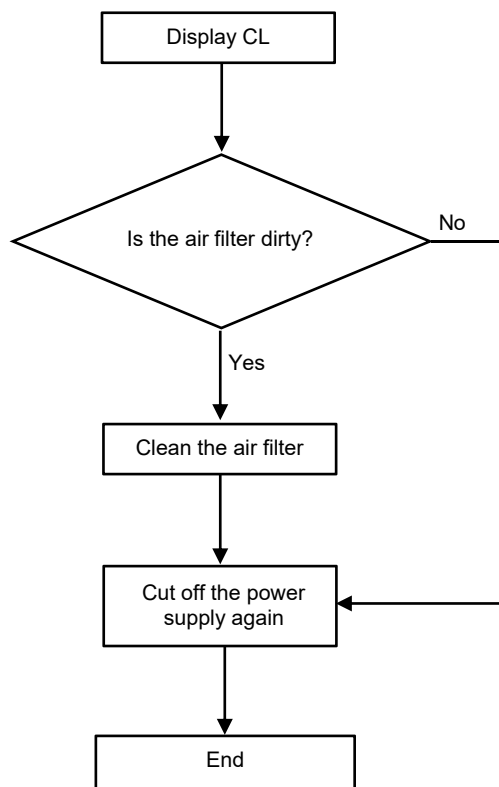 Display CL
Is the air filter dirty?
No
Yes
Clean the air filter
Cut off the power
supply again
End